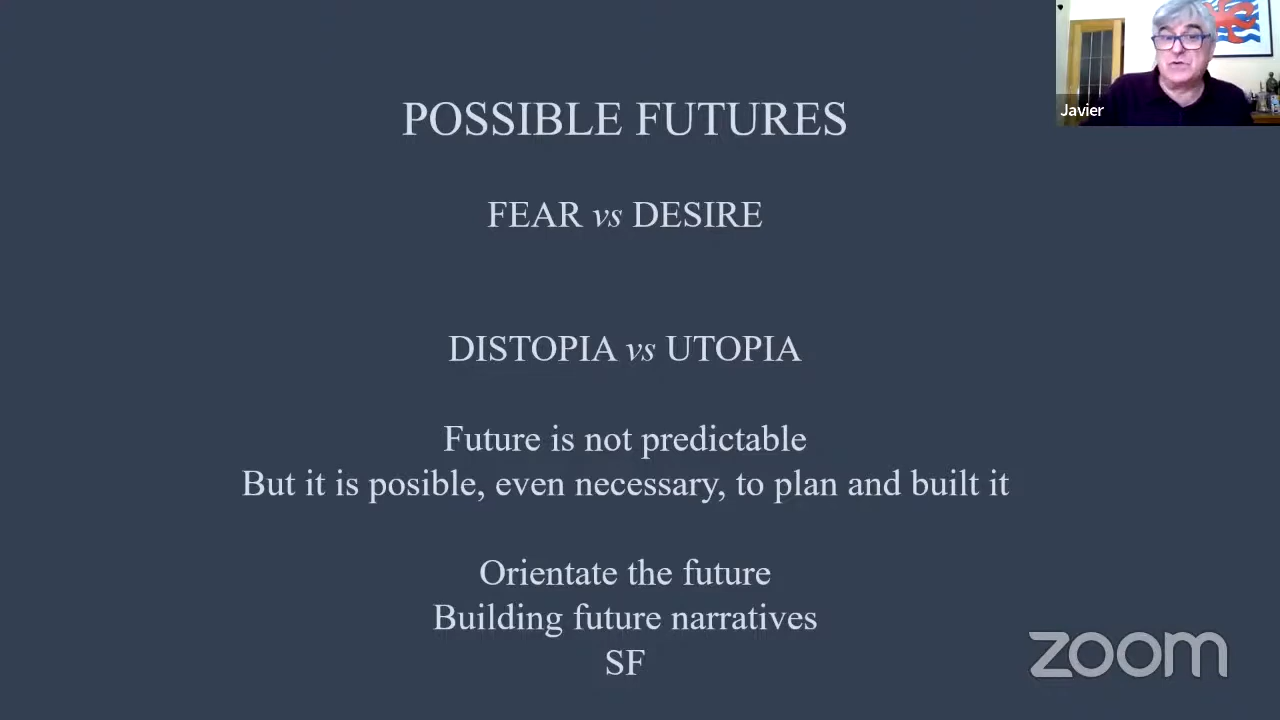 POSSIBLE FUTURES
Javier
FEAR vs DESIRE
DISTOPIA vs UTOPIA
Future is not predictable
But it is posible, even necessary, to plan and built it
Orientate the future
Building future narratives
SF
zoom